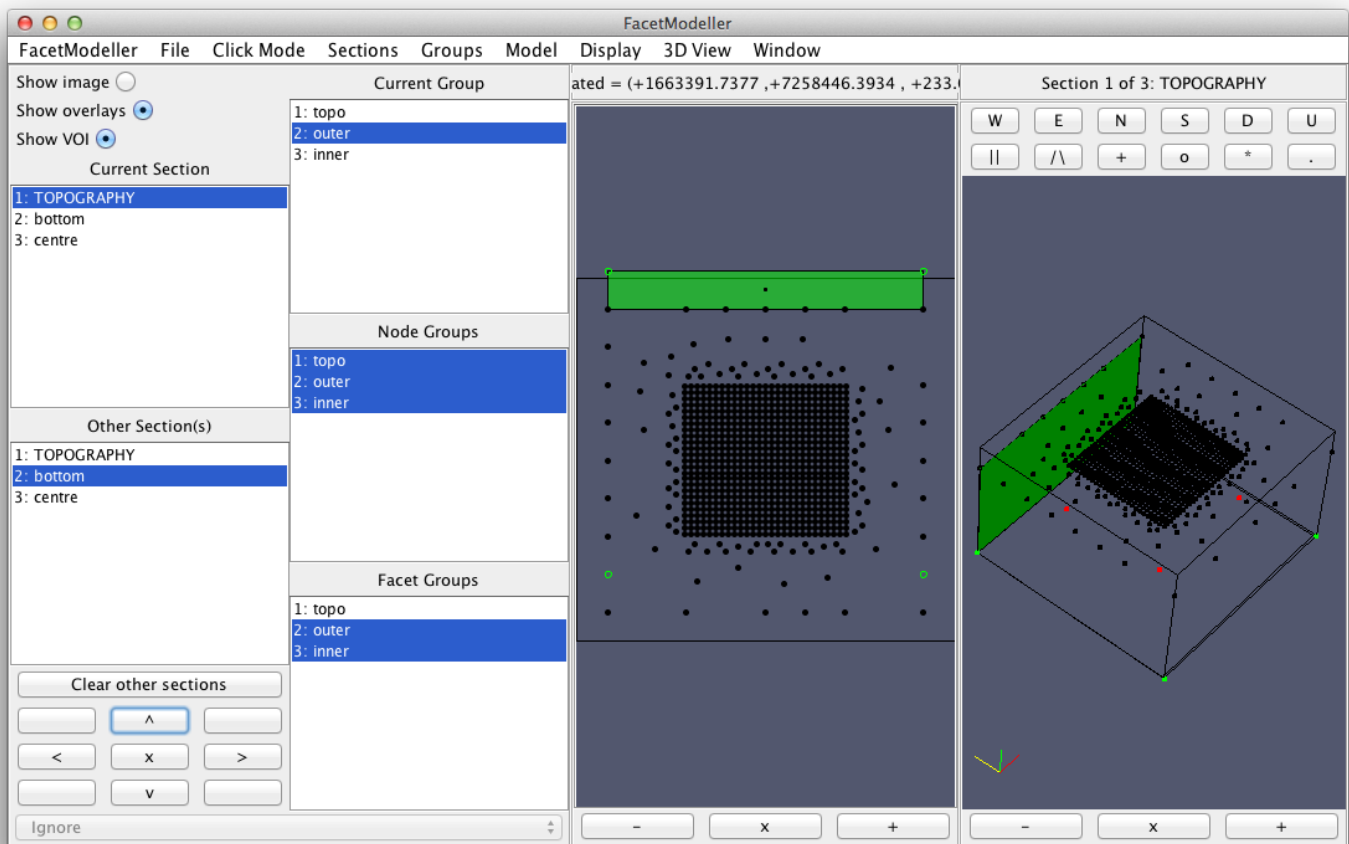 FacetModeller
FacetModeller File Click Mode Sections Groups Model Display 3D View Window
Show image
Show overlays
Show VOI
Current Section
1: TOPOGRAPHY
2: bottom
3: centre
Other Section(s)
1: TOPOGRAPHY
2: bottom
3: centre
Clear other sections
^
< x >
v
Ignore
Current Group
1: topo
2: outer
3: inner
Node Groups
1: topo
2: outer
3: inner
Facet Groups
1: topo
2: outer
3: inner
ated = (+1663391.7377 ,+7258446.3934 , +233.
- x +
Section 1 of 3: TOPOGRAPHY
W E N S D U
|| /\ + o * .
- x +